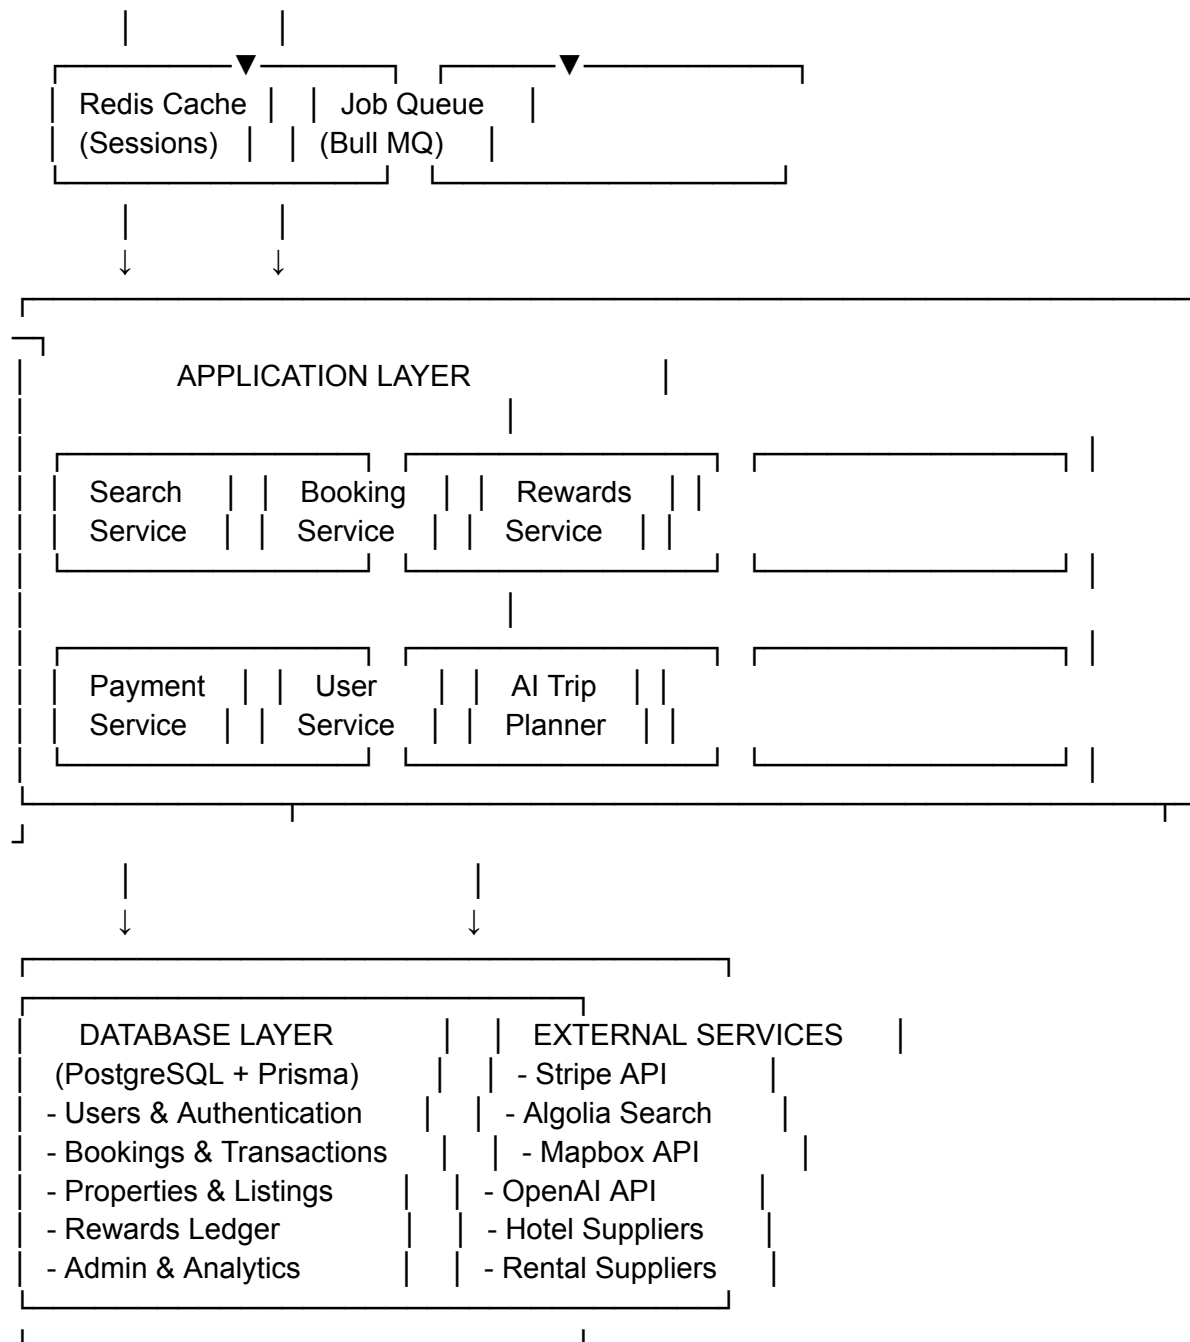 Redis Cache Job Queue
(Sessions) (Bull MQ)
APPLICATION LAYER
Search Booking Rewards
Service Service Service
Payment User AI Trip
Service Service Planner
DATABASE LAYER EXTERNAL SERVICES
(PostgreSQL + Prisma) - Stripe API
- Users & Authentication - Algolia Search
- Bookings & Transactions - Mapbox API
- Properties & Listings - OpenAI API
- Rewards Ledger - Hotel Suppliers
- Admin & Analytics - Rental Suppliers